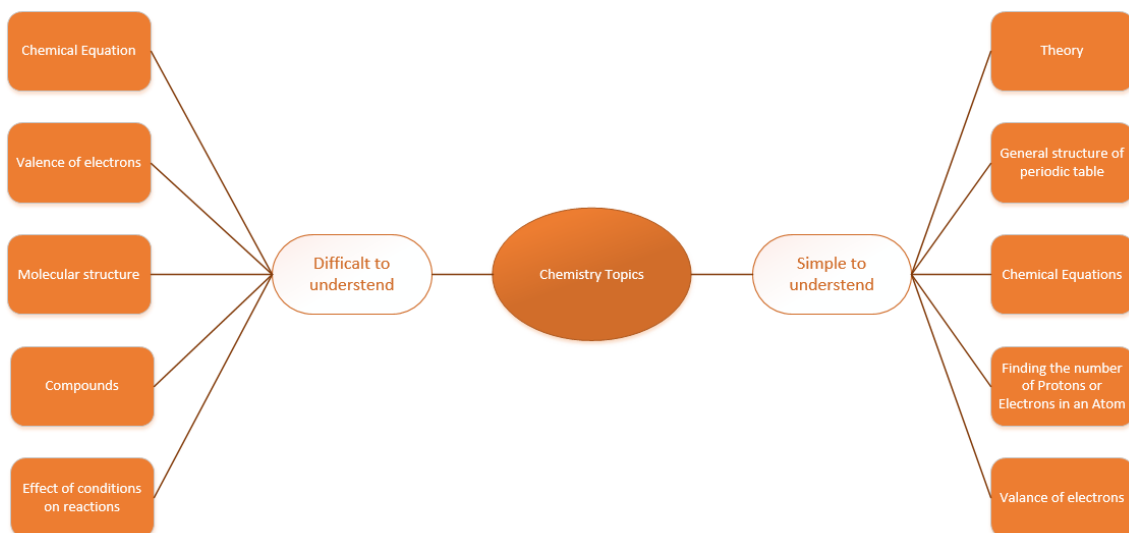 Chemical Equation
Valence of electrons
Molecular structure
Compounds
Effect of conditions
on reactions
Difficalt to
understend
Chemistry Topics
Simple to
understend
Theory
General structure of
periodic table
Chemical Equations
Finding the number
of Protons or
Electrons in an Atom
Valance of electrons